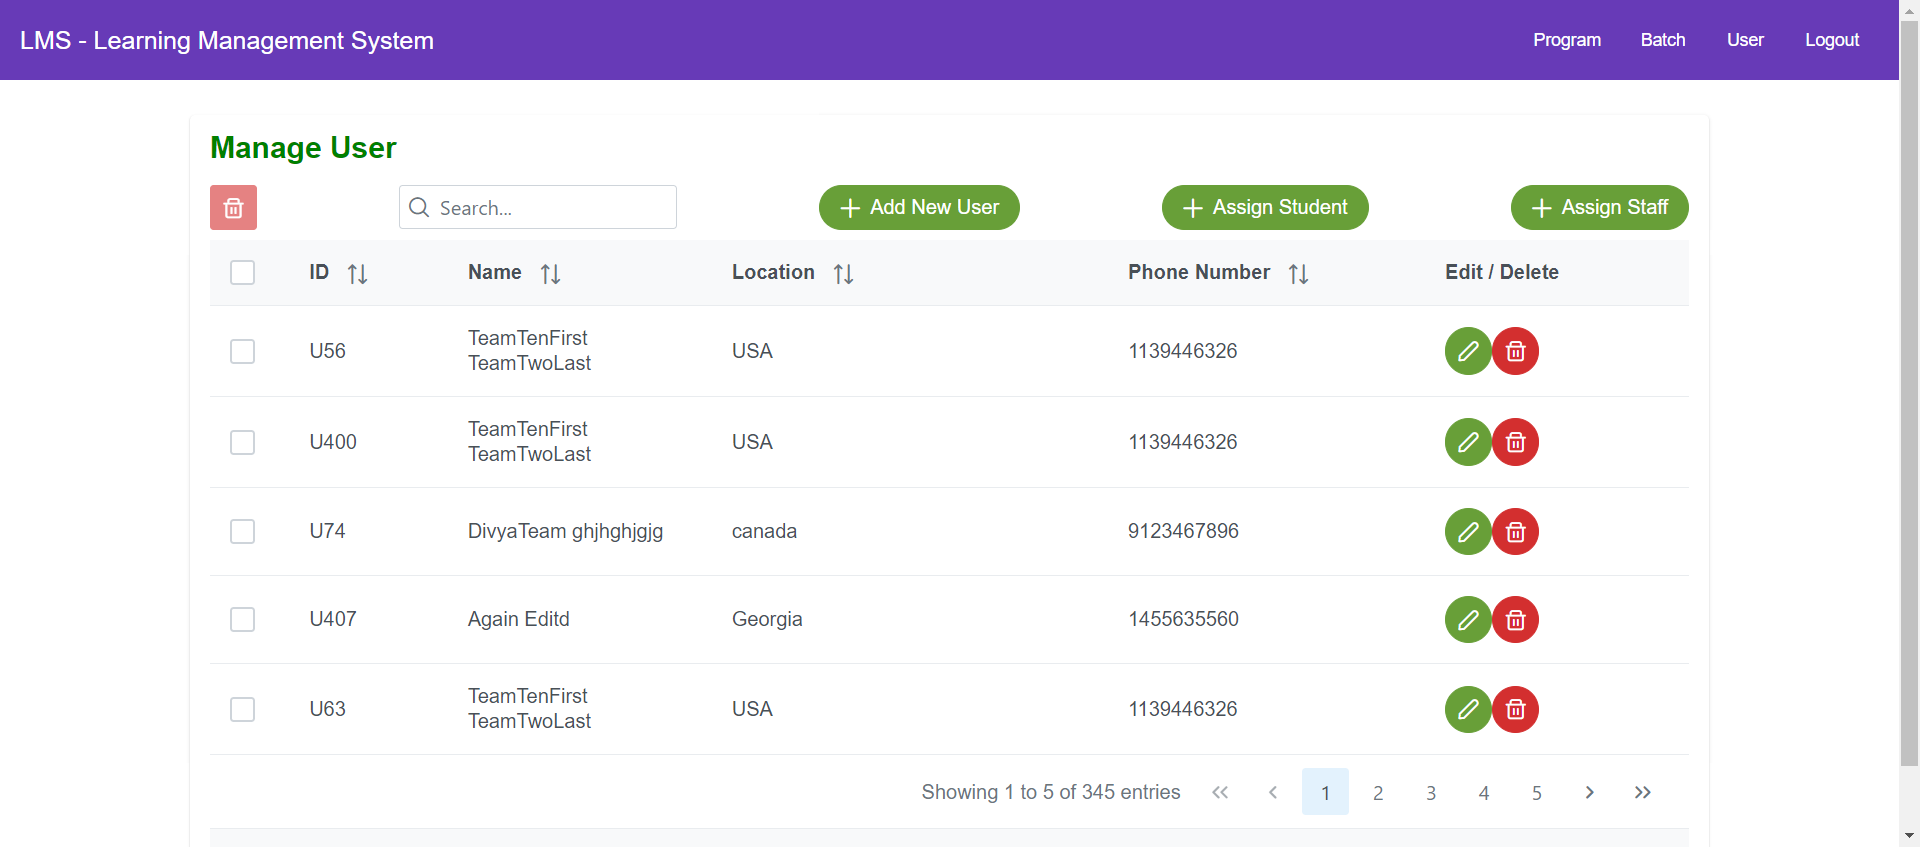 LMS - Learning Management System
Program Batch User Logout
Manage User
Search...
Add New User
Assign Student
Assign Staff
ID Name Location Phone Number Edit / Delete
U56 TeamTenFirst TeamTwoLast USA 1139446326
U400 TeamTenFirst TeamTwoLast USA 1139446326
U74 DivyaTeam ghjhghjgjg canada 9123467896
U407 Again Editd Georgia 1455635560
U63 TeamTenFirst TeamTwoLast USA 1139446326
Showing 1 to 5 of 345 entries « ‹ 1 2 3 4 5 › »